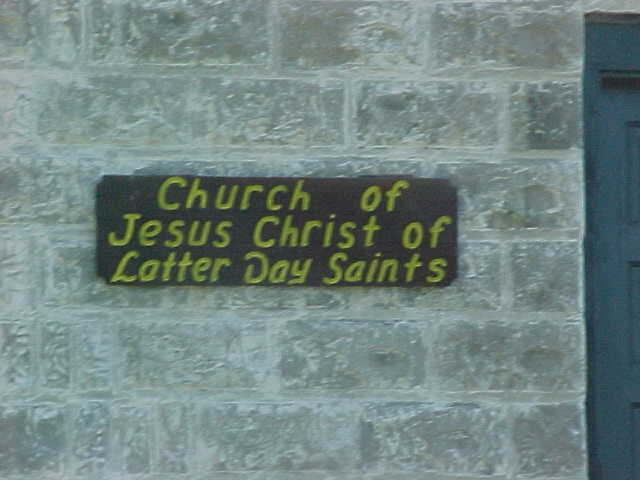 Church of
Jesus Christ of
Latter Day Saints